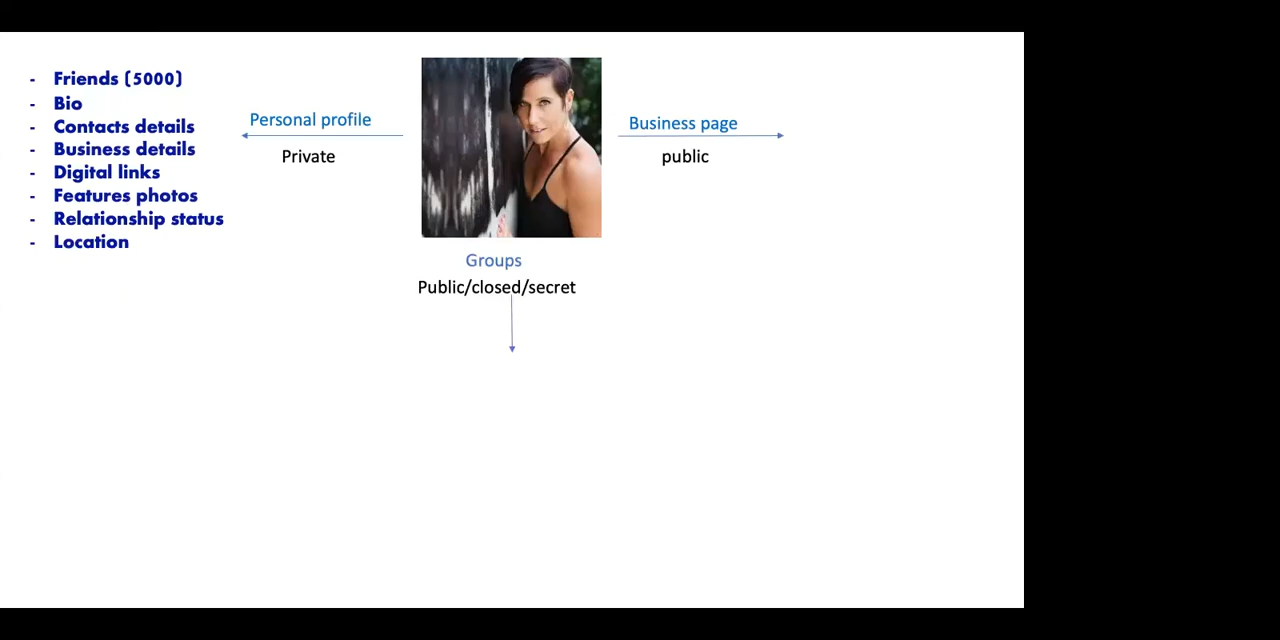 - Friends (5000)
- Bio
- Contacts details
- Business details
- Digital links
- Features photos
- Relationship status
- Location
Personal profile
Private
Business page
public
Groups
Public/closed/secret